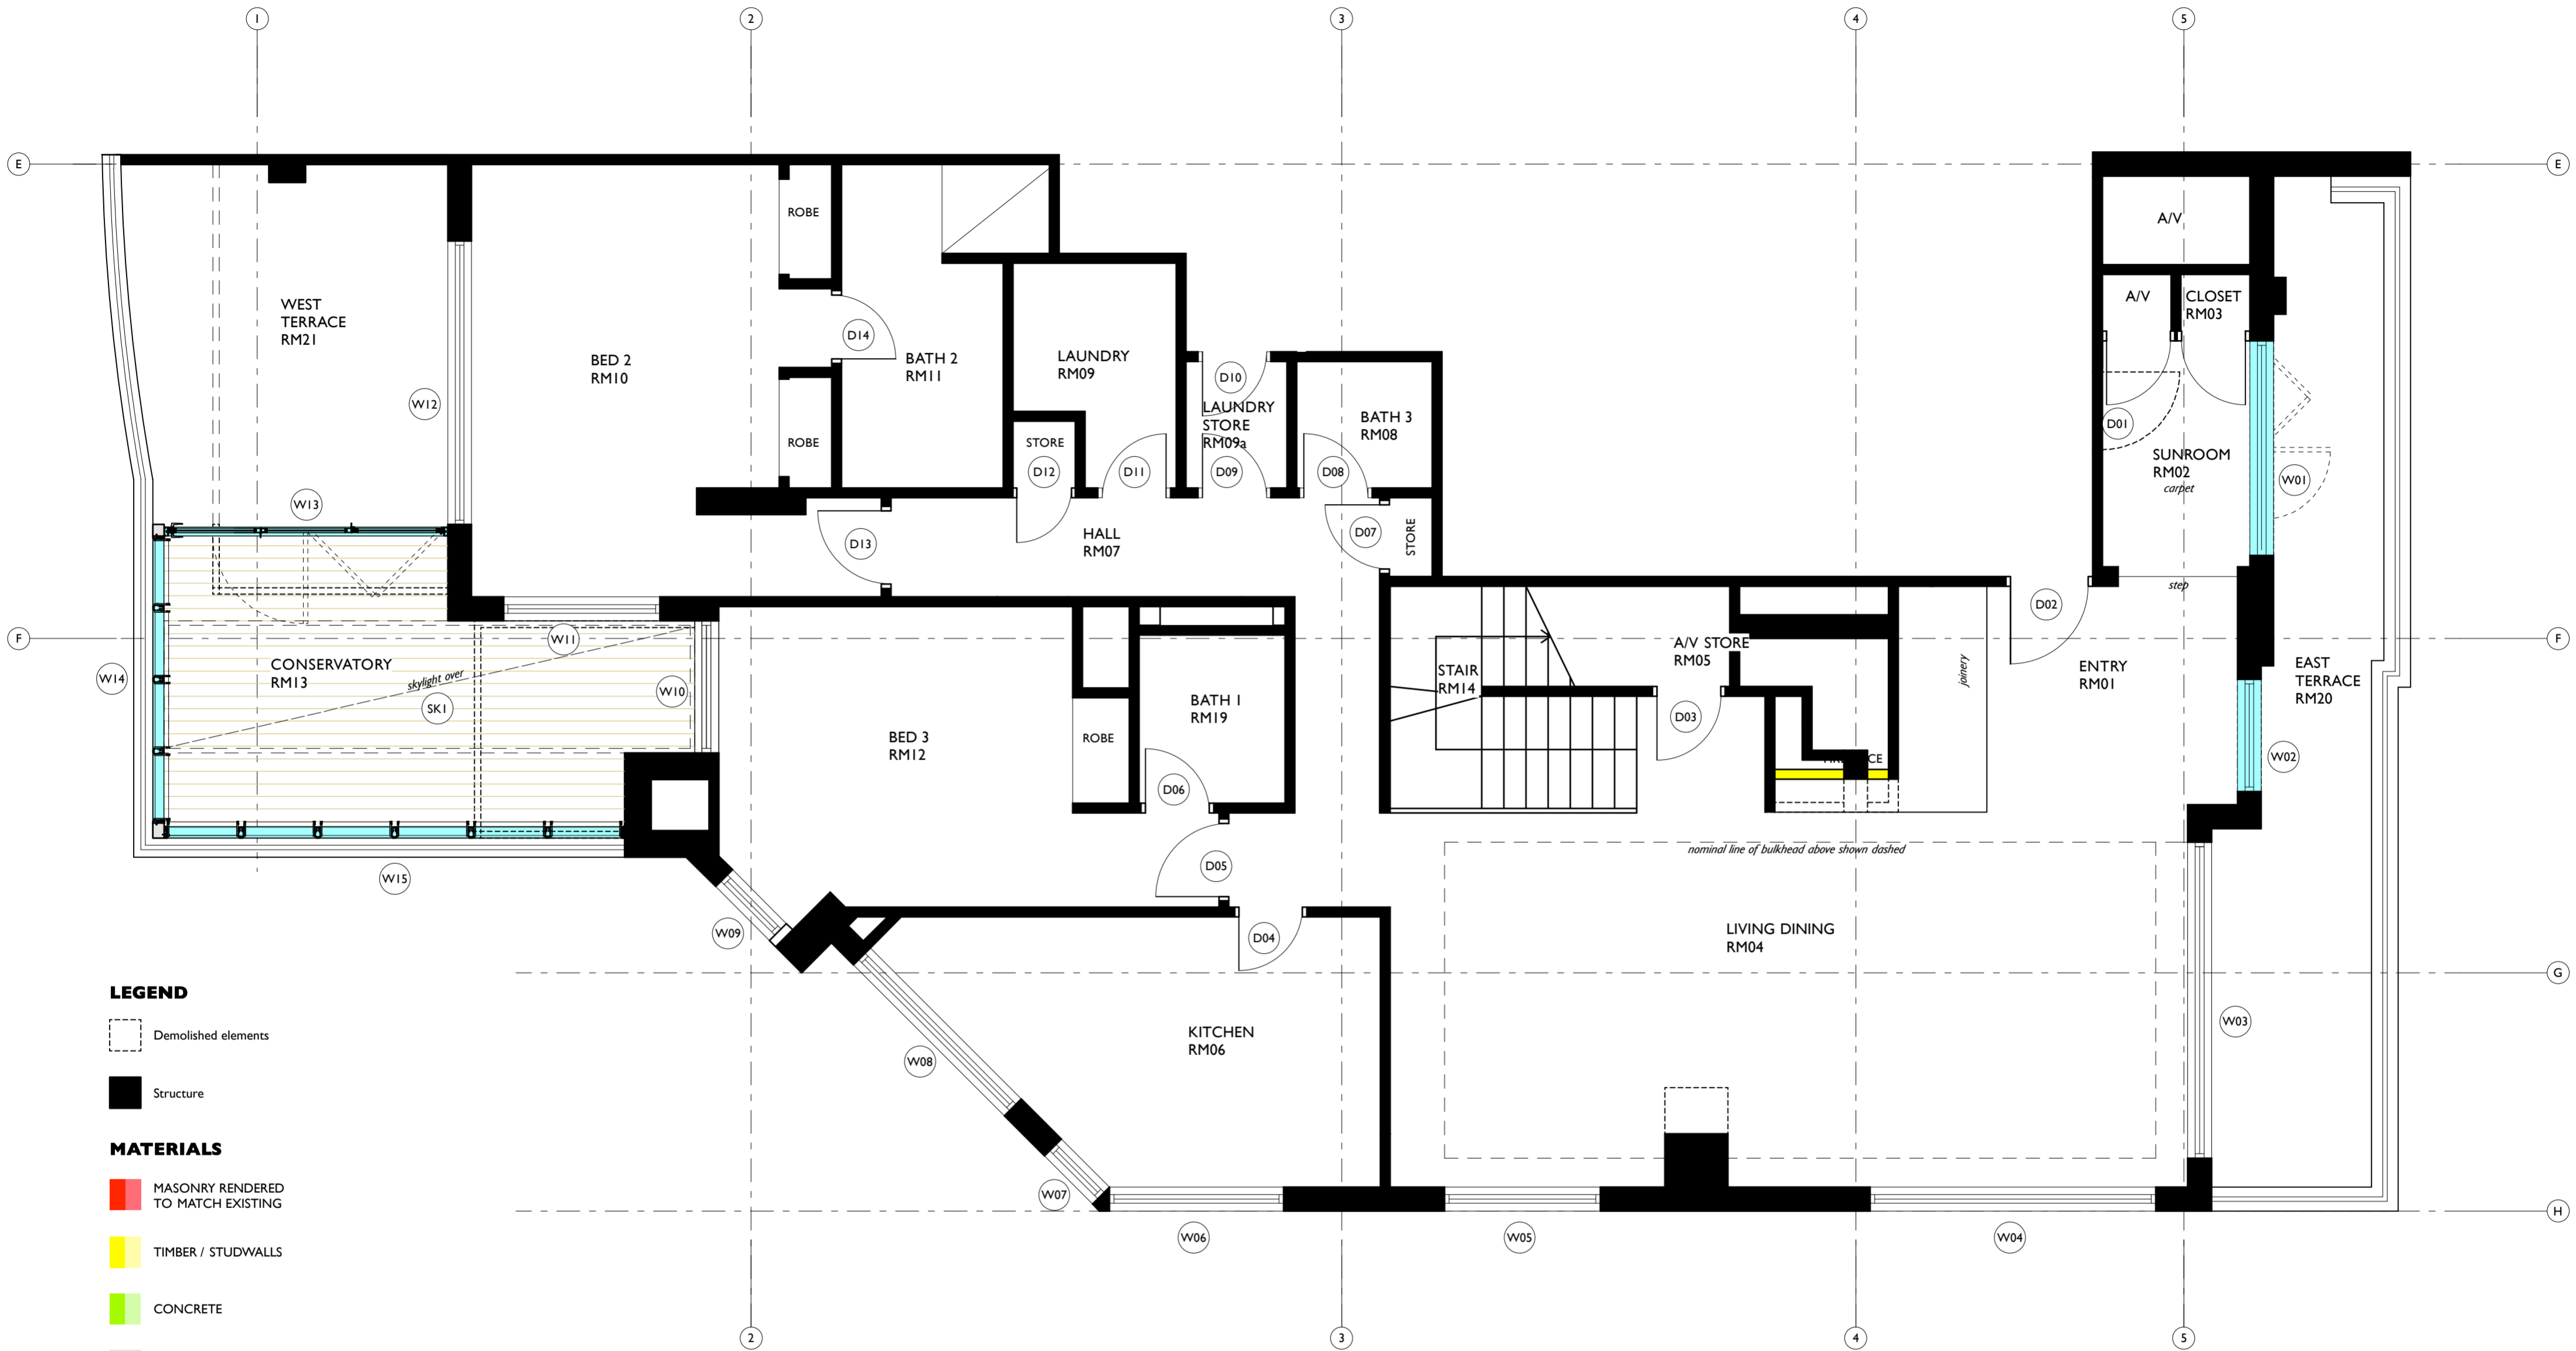 1
2
3
4
5
E
E
ROBE
A/V
WEST
TERRACE
RM21
A/V
CLOSET
RM03
D14
BED 2
RM10
BATH 2
RM11
LAUNDRY
RM09
D10
W12
LAUNDRY
STORE
RM09a
BATH 3
RM08
D01
ROBE
STORE
D12
D11
D09
D08
SUNROOM
RM02
carpet
W01
W13
D13
HALL
RM07
D07
STORE
step
D02
F
W11
F
CONSERVATORY
RM13
skylight over
W14
W10
SK1
BATH 1
RM19
STAIR
RM14
A/V STORE
RM05
joinery
ENTRY
RM01
EAST
TERRACE
RM20
D03
BED 3
RM12
ROBE
W02
D06
nominal line of bulkhead above shown dashed
D05
W15
W09
D04
LIVING DINING
RM04
G
LEGEND
Demolished elements
KITCHEN
RM06
W03
W08
Structure
MATERIALS
MASONRY RENDERED
TO MATCH EXISTING
W07
H
W06
W05
W04
TIMBER / STUDWALLS
CONCRETE
2
3
4
5